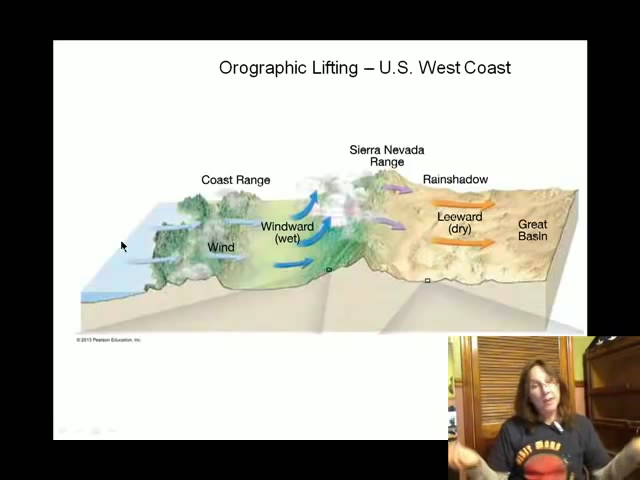 Orographic Lifting – U.S. West Coast
Sierra Nevada
Range
Coast Range
Rainshadow
Windward
(wet)
Wind
Leeward
(dry)
Great
Basin
©2013 Pearson Education, Inc.